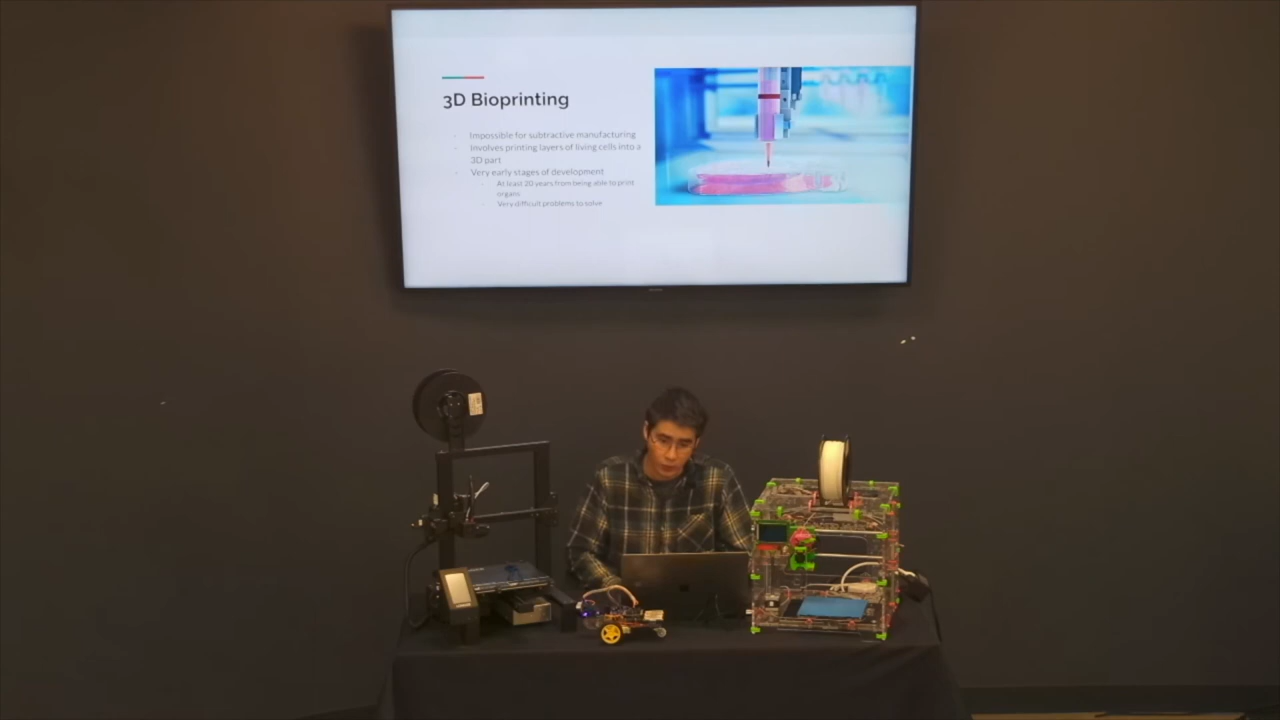 3D Bioprinting
Impossible for subtractive manufacturing
Involves printing layers of living cells into a
3D part
Very early stages of development
At least 20 years from being able to print
organs
Very difficult problems to solve